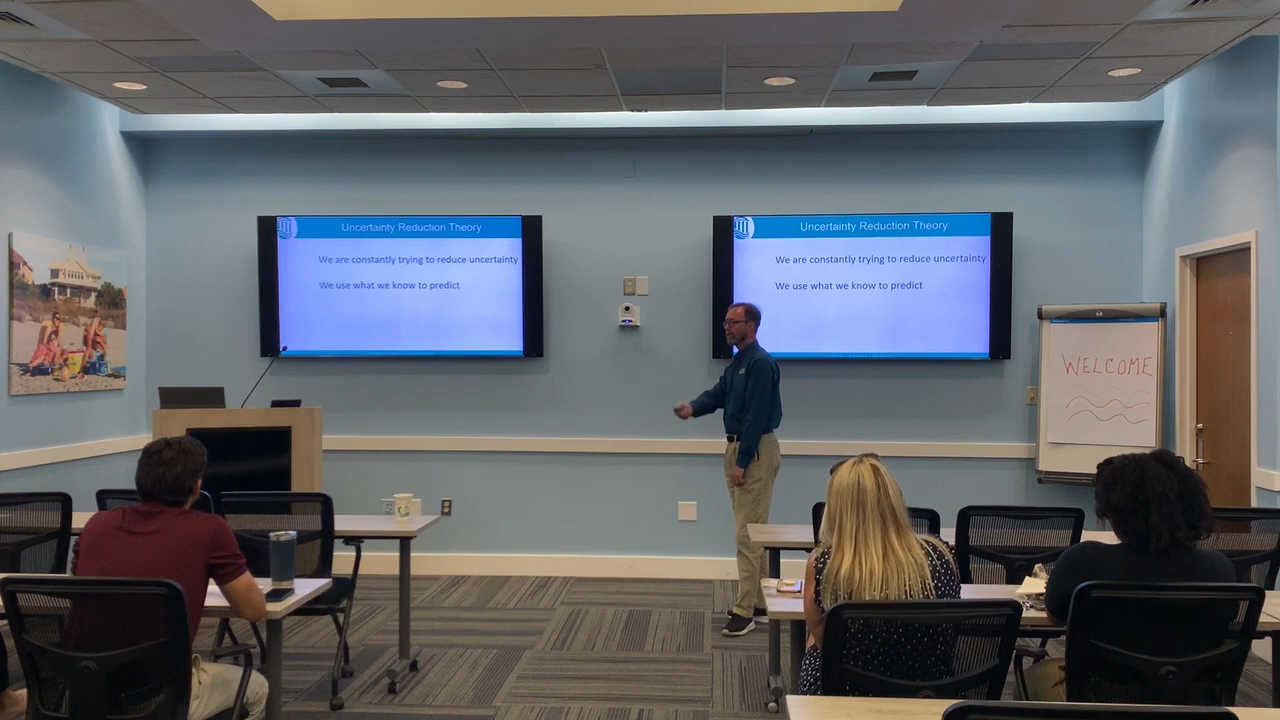 Uncertainty Reduction Theory
We are constantly trying to reduce uncertainty
We use what we know to predict
Uncertainty Reduction Theory
We are constantly trying to reduce uncertainty
We use what we know to predict
WELCOME